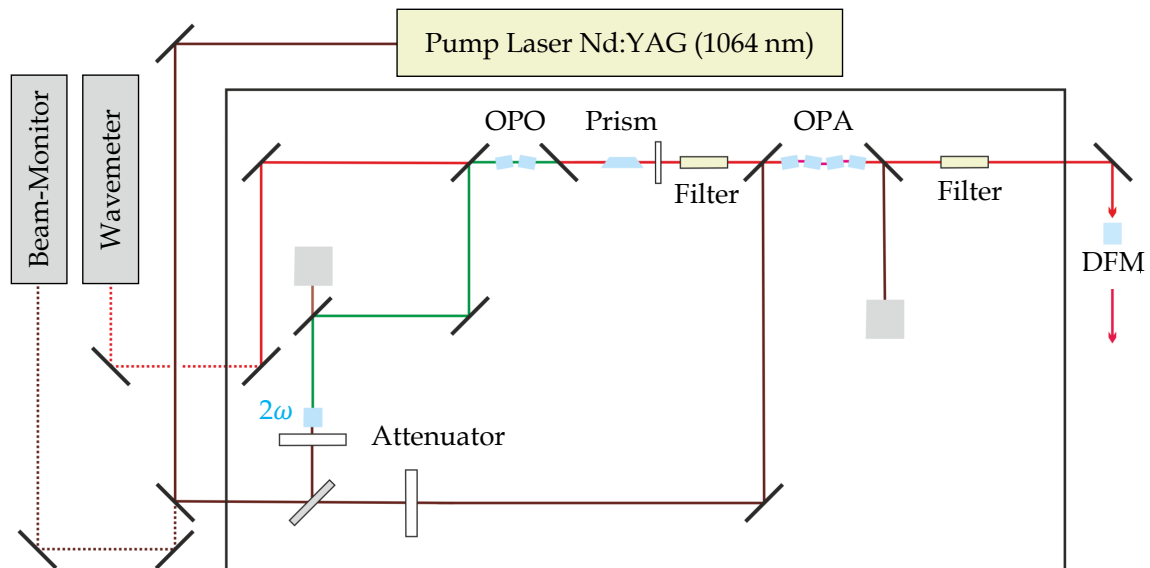 Pump Laser Nd:YAG (1064 nm)
Beam-Monitor
Wavemeter
OPO
Prism
OPA
Filter
Filter
DFM
2ω
Attenuator